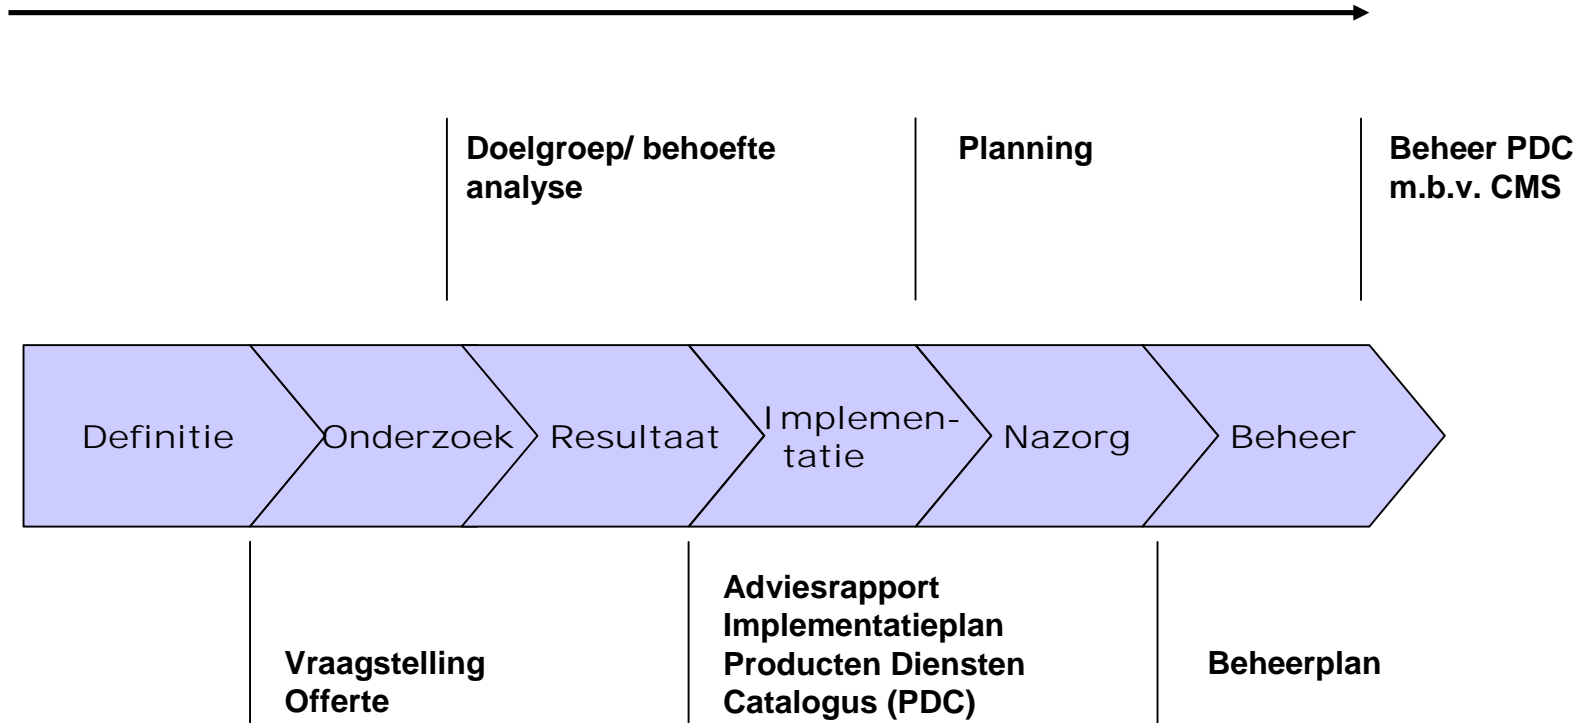 Doelgroep/ behoefte
analyse
Planning
Beheer PDC
m.b.v. CMS
Definitie
Onderzoek
Resultaat
Implemen-
tatie
Nazorg
Beheer
Vraagstelling
Offerte
Adviesrapport
Implementatieplan
Producten Diensten
Catalogus (PDC)
Beheerplan